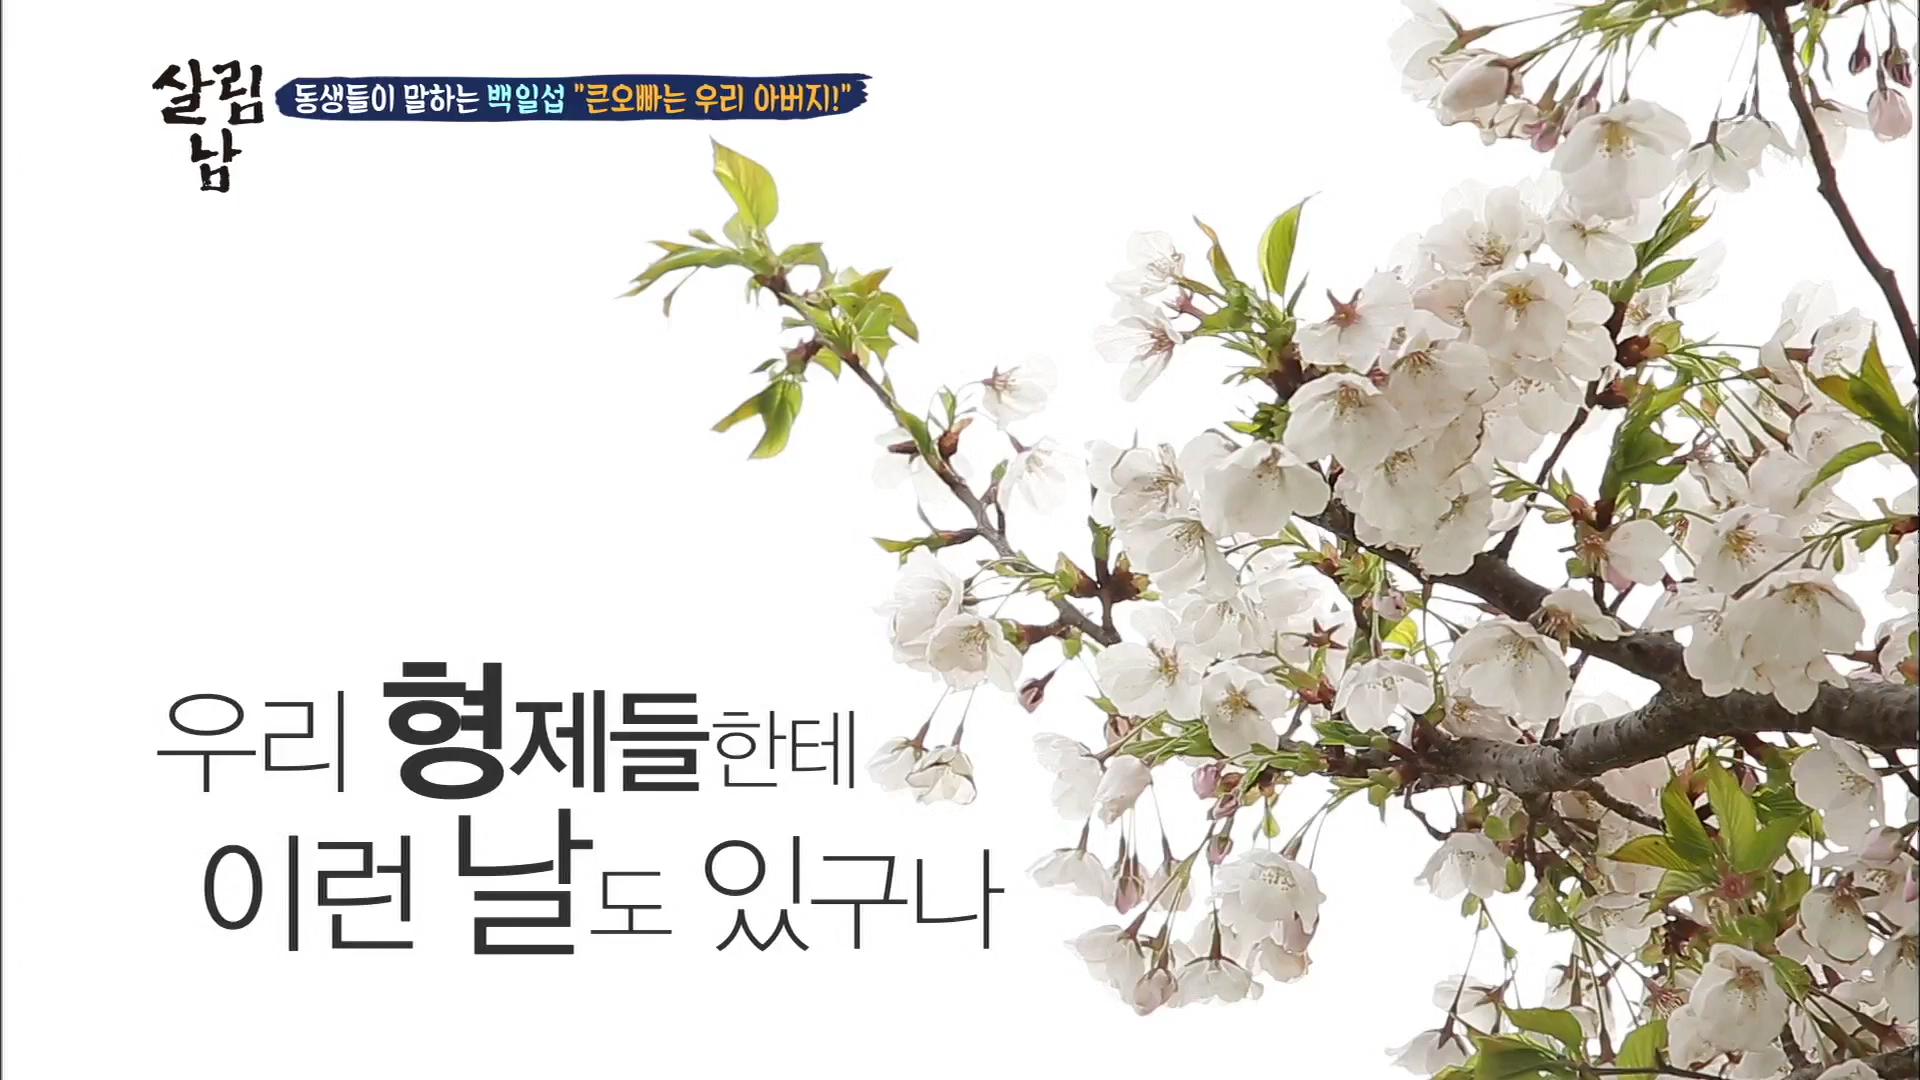 살림
남
동생들이 말하는 백일섭 "큰오빠는 우리 아버지!"
우리 형제들한테
이런 날도 있구나